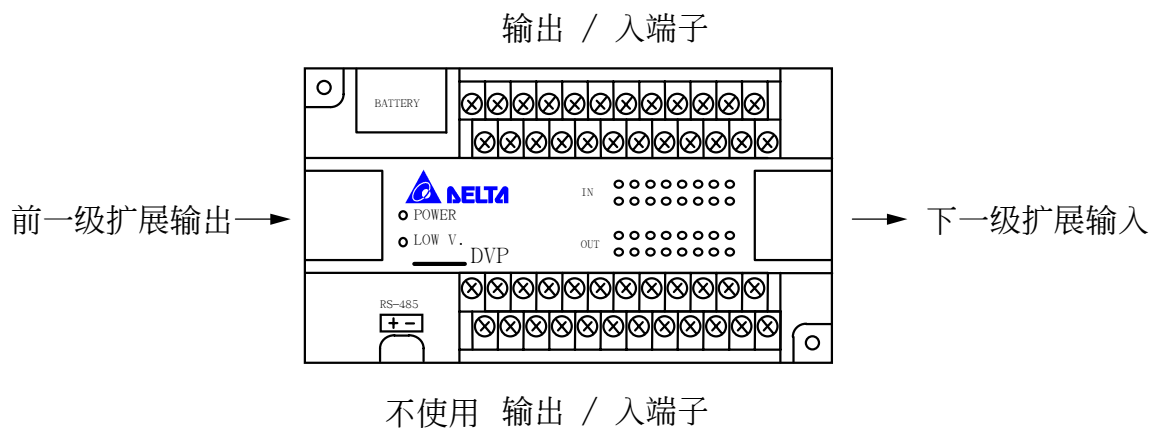 输出 / 入端子
BATTERY
DELTA
IN
前一级扩展输出
POWER
下一级扩展输入
LOW V.
OUT
DVP
RS-485
+ -
不使用 输出 / 入端子